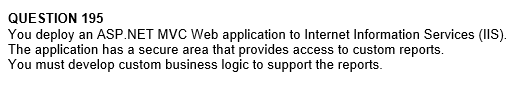 QUESTION 195
You deploy an ASP.NET MVC Web application to Internet Information Services (IIS).
The application has a secure area that provides access to custom reports.
You must develop custom business logic to support the reports.